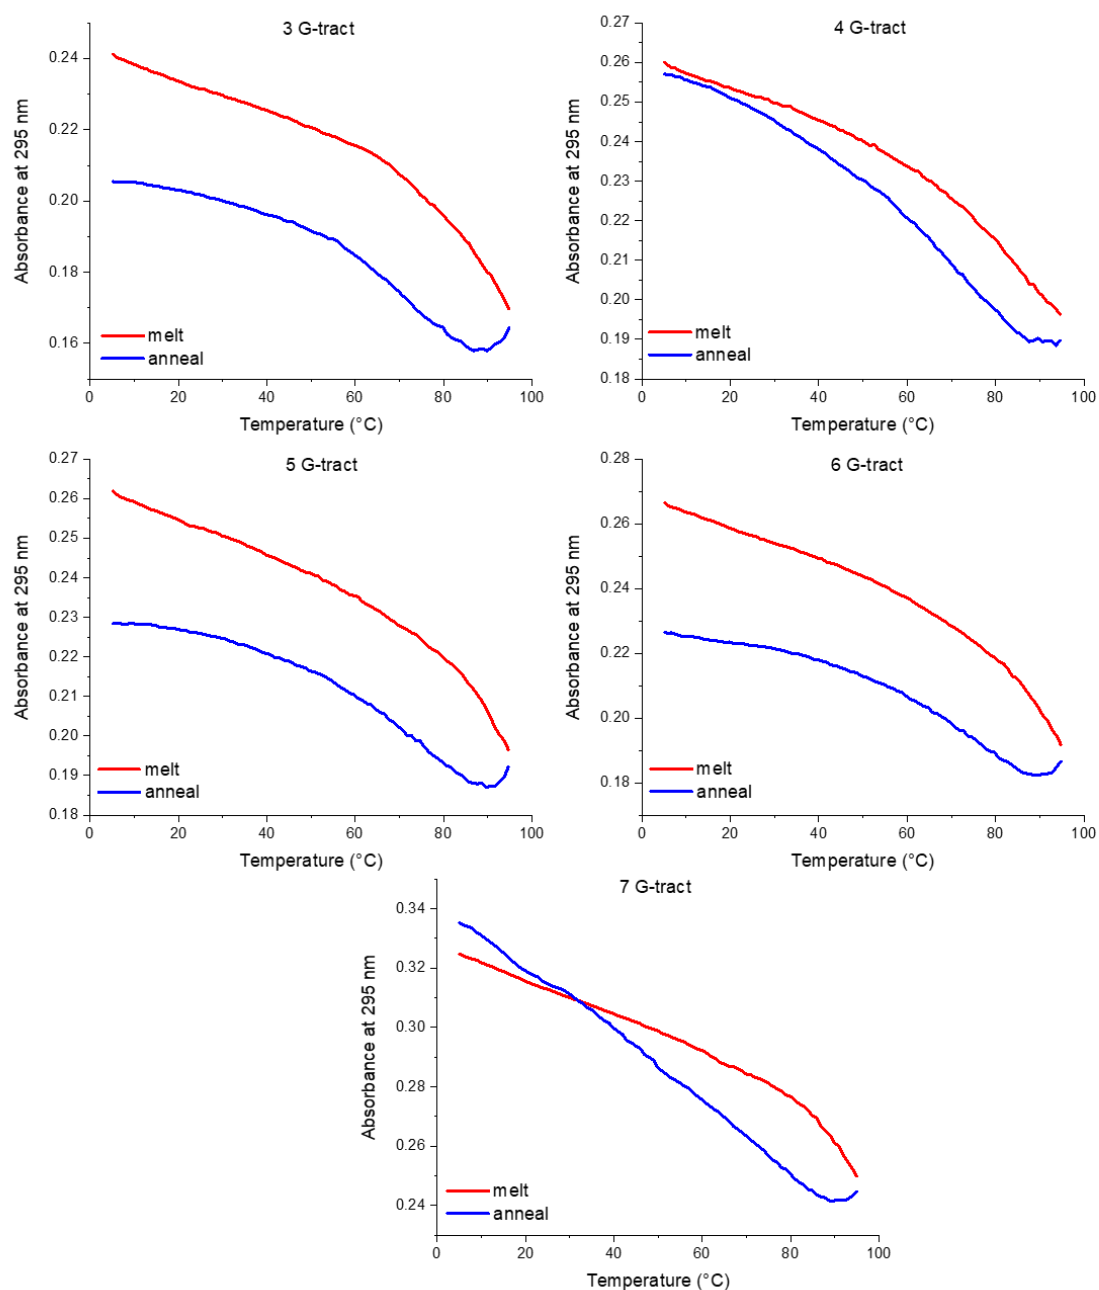 3 G-tract
Absorbance at 295 nm
0.24
0.22
0.20
0.18
0.16
melt
anneal
0 20 40 60 80 100
Temperature (°C)
4 G-tract
Absorbance at 295 nm
0.27
0.26
0.25
0.24
0.23
0.22
0.21
0.20
0.19
0.18
melt
anneal
0 20 40 60 80 100
Temperature (°C)
5 G-tract
Absorbance at 295 nm
0.27
0.26
0.25
0.24
0.23
0.22
0.21
0.20
0.19
0.18
melt
anneal
0 20 40 60 80 100
Temperature (°C)
6 G-tract
Absorbance at 295 nm
0.28
0.26
0.24
0.22
0.20
0.18
melt
anneal
0 20 40 60 80 100
Temperature (°C)
7 G-tract
Absorbance at 295 nm
0.34
0.32
0.30
0.28
0.26
0.24
melt
anneal
0 20 40 60 80 100
Temperature (°C)